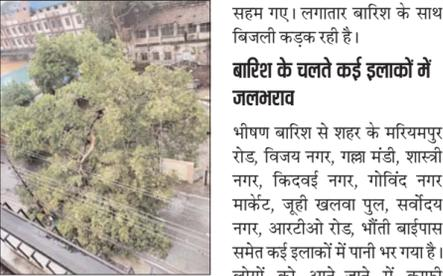 सहम गए। लगातार बारिश के साथ
बिजली कड़क रही है।
बारिश के चलते कई इलाकों में
जलभराव
भीषण बारिश से शहर के मरियमपुर
रोड, विजय नगर, गल्ला मंडी, शास्त्री
नगर, किदवई नगर, गोविंद नगर
मार्केट, जूही खलवा पुल, सर्वोदय
नगर, आरटीओ रोड, भौंती बाईपास
समेत कई इलाकों में पानी भर गया है।
लोगों को आने जाने में काफी